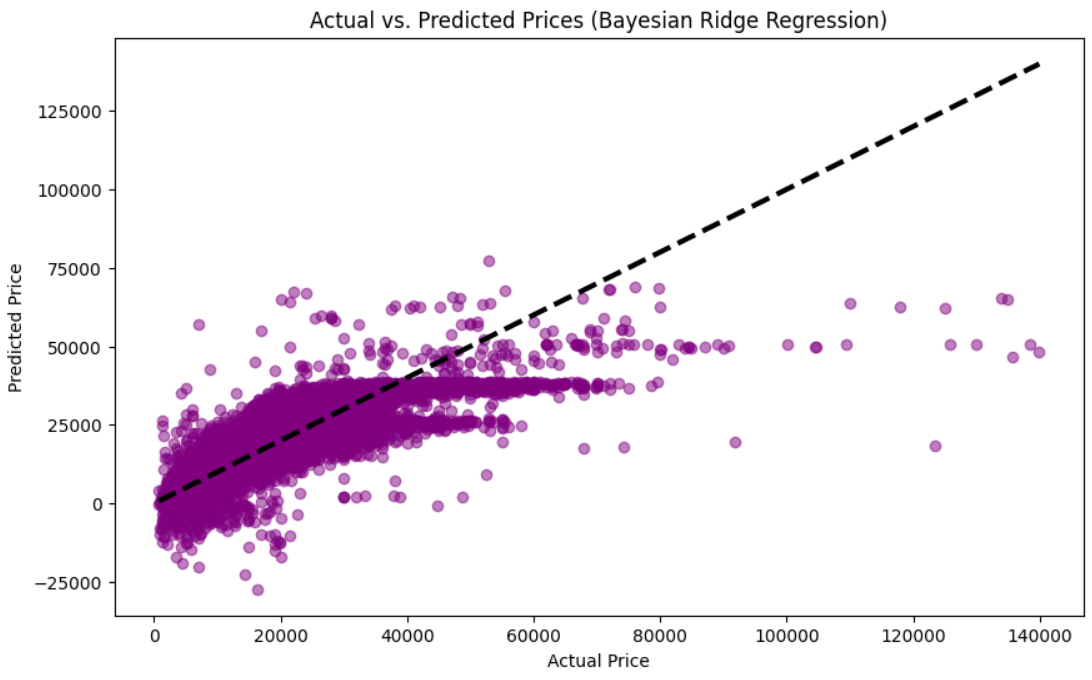 Actual vs. Predicted Prices (Bayesian Ridge Regression)
Predicted Price
125000
100000
75000
50000
25000
0
−25000
0 20000 40000 60000 80000 100000 120000 140000
Actual Price